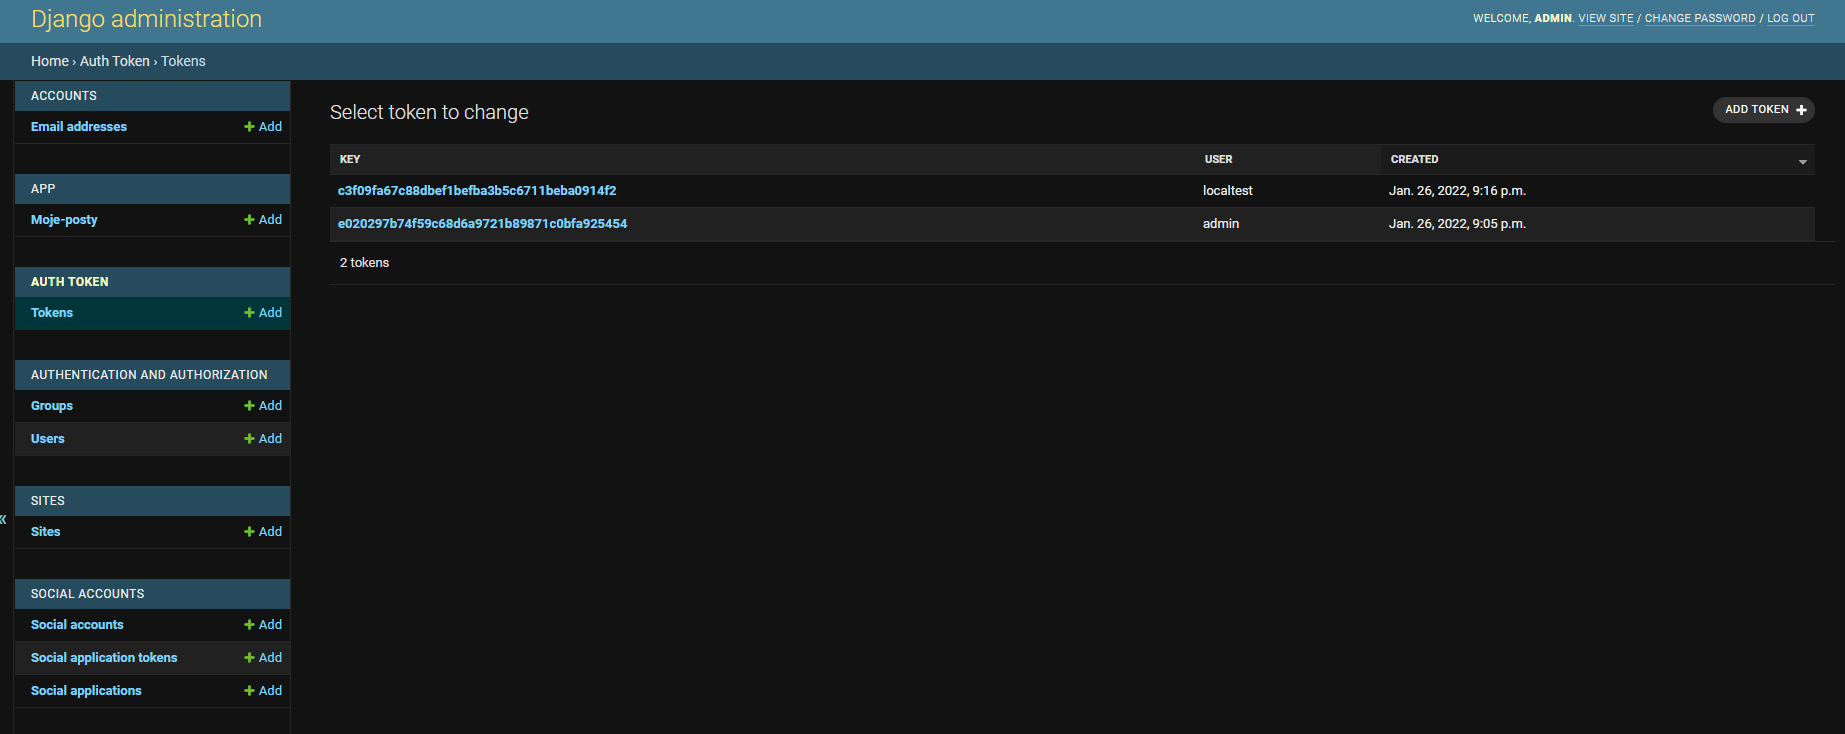 Django administration
WELCOME, ADMIN. VIEW SITE / CHANGE PASSWORD / LOG OUT
Home › Auth Token › Tokens
ACCOUNTS
Email addresses + Add
APP
Moje-posty + Add
AUTH TOKEN
Tokens + Add
AUTHENTICATION AND AUTHORIZATION
Groups + Add
Users + Add
SITES
Sites + Add
SOCIAL ACCOUNTS
Social accounts + Add
Social application tokens + Add
Social applications + Add
«
Select token to change
ADD TOKEN +
KEY USER CREATED
c3f09fa67c88dbef1befba3b5c6711beba0914f2 localtest Jan. 26, 2022, 9:16 p.m.
e020297b74f59c68d6a9721b89871c0bfa925454 admin Jan. 26, 2022, 9:05 p.m.
2 tokens